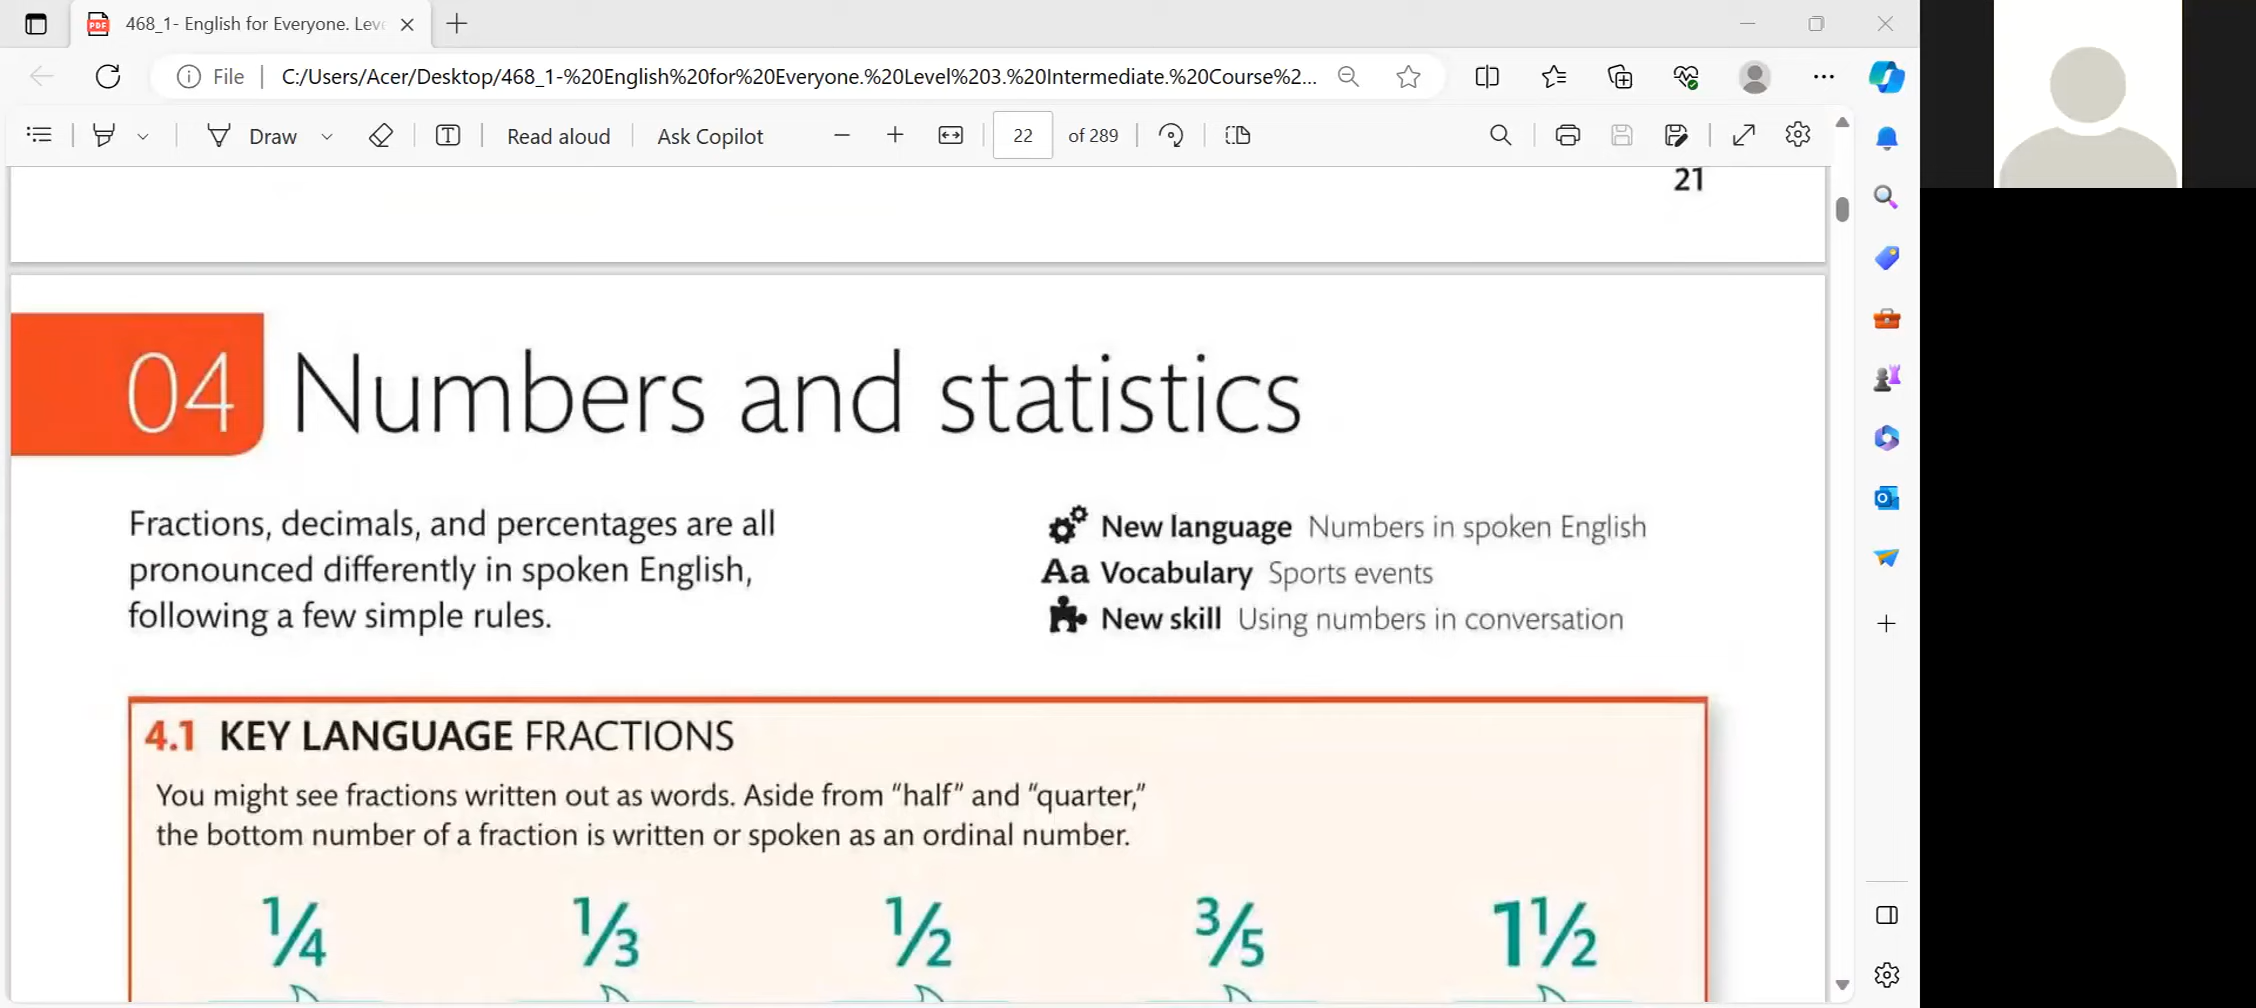 468_1- English for Everyone. Leve
File
C:/Users/Acer/Desktop/468_1-%20English%20for%20Everyone.%20Level%203.%20Intermediate.%20Course%2...
Draw
Read aloud
Ask Copilot
22
of 289
21
04 Numbers and statistics
Fractions, decimals, and percentages are all
pronounced differently in spoken English,
following a few simple rules.
New language Numbers in spoken English
Aa Vocabulary Sports events
New skill Using numbers in conversation
4.1 KEY LANGUAGE FRACTIONS
You might see fractions written out as words. Aside from “half” and “quarter,”
the bottom number of a fraction is written or spoken as an ordinal number.
¼ ⅓ ½ ⅗ 1½